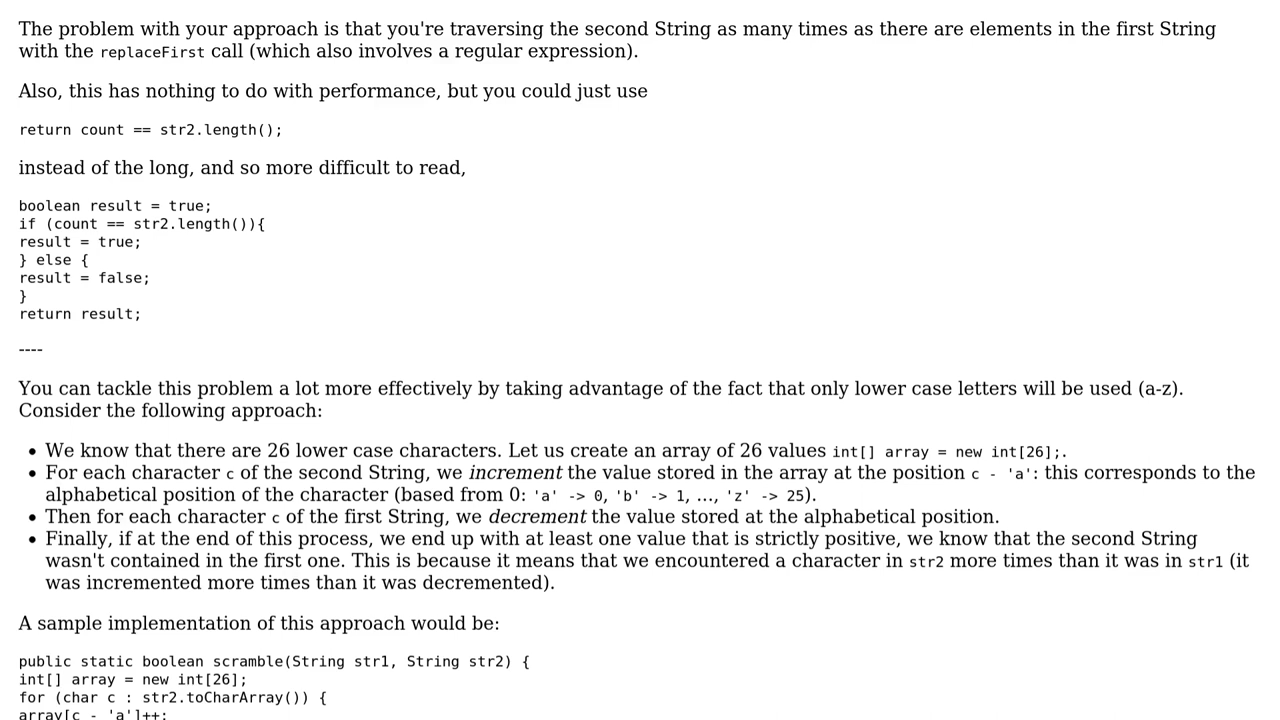 The problem with your approach is that you're traversing the second String as many times as there are elements in the first String
with the replaceFirst call (which also involves a regular expression).
Also, this has nothing to do with performance, but you could just use
return count == str2.length();
instead of the long, and so more difficult to read,
boolean result = true;
if (count == str2.length()){
result = true;
} else {
result = false;
}
return result;
----
You can tackle this problem a lot more effectively by taking advantage of the fact that only lower case letters will be used (a-z).
Consider the following approach:
• We know that there are 26 lower case characters. Let us create an array of 26 values int[] array = new int[26];.
• For each character c of the second String, we increment the value stored in the array at the position c - 'a': this corresponds to the
alphabetical position of the character (based from 0: 'a' -> 0, 'b' -> 1, ..., 'z' -> 25).
• Then for each character c of the first String, we decrement the value stored at the alphabetical position.
• Finally, if at the end of this process, we end up with at least one value that is strictly positive, we know that the second String
wasn't contained in the first one. This is because it means that we encountered a character in str2 more times than it was in str1 (it
was incremented more times than it was decremented).
A sample implementation of this approach would be:
public static boolean scramble(String str1, String str2) {
int[] array = new int[26];
for (char c : str2.toCharArray()) {
array[c - 'a']++;